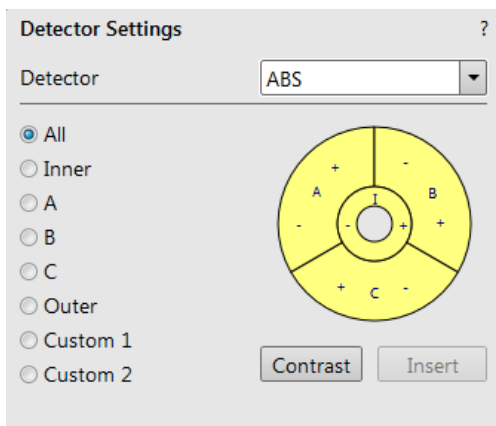 Detector Settings ?
Detector ABS
All
Inner
A
B
C
Outer
Custom 1
Custom 2
+ -
A I B
- - + +
+ C -
Contrast Insert